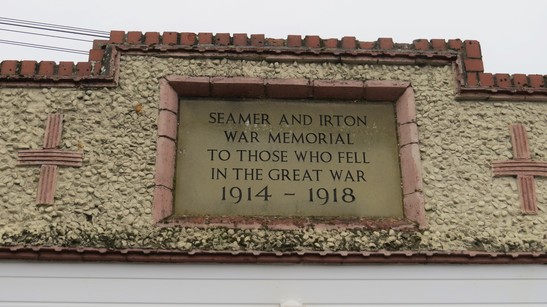 SEAMER AND IRTON
WAR MEMORIAL
TO THOSE WHO FELL
IN THE GREAT WAR
1914 – 1918